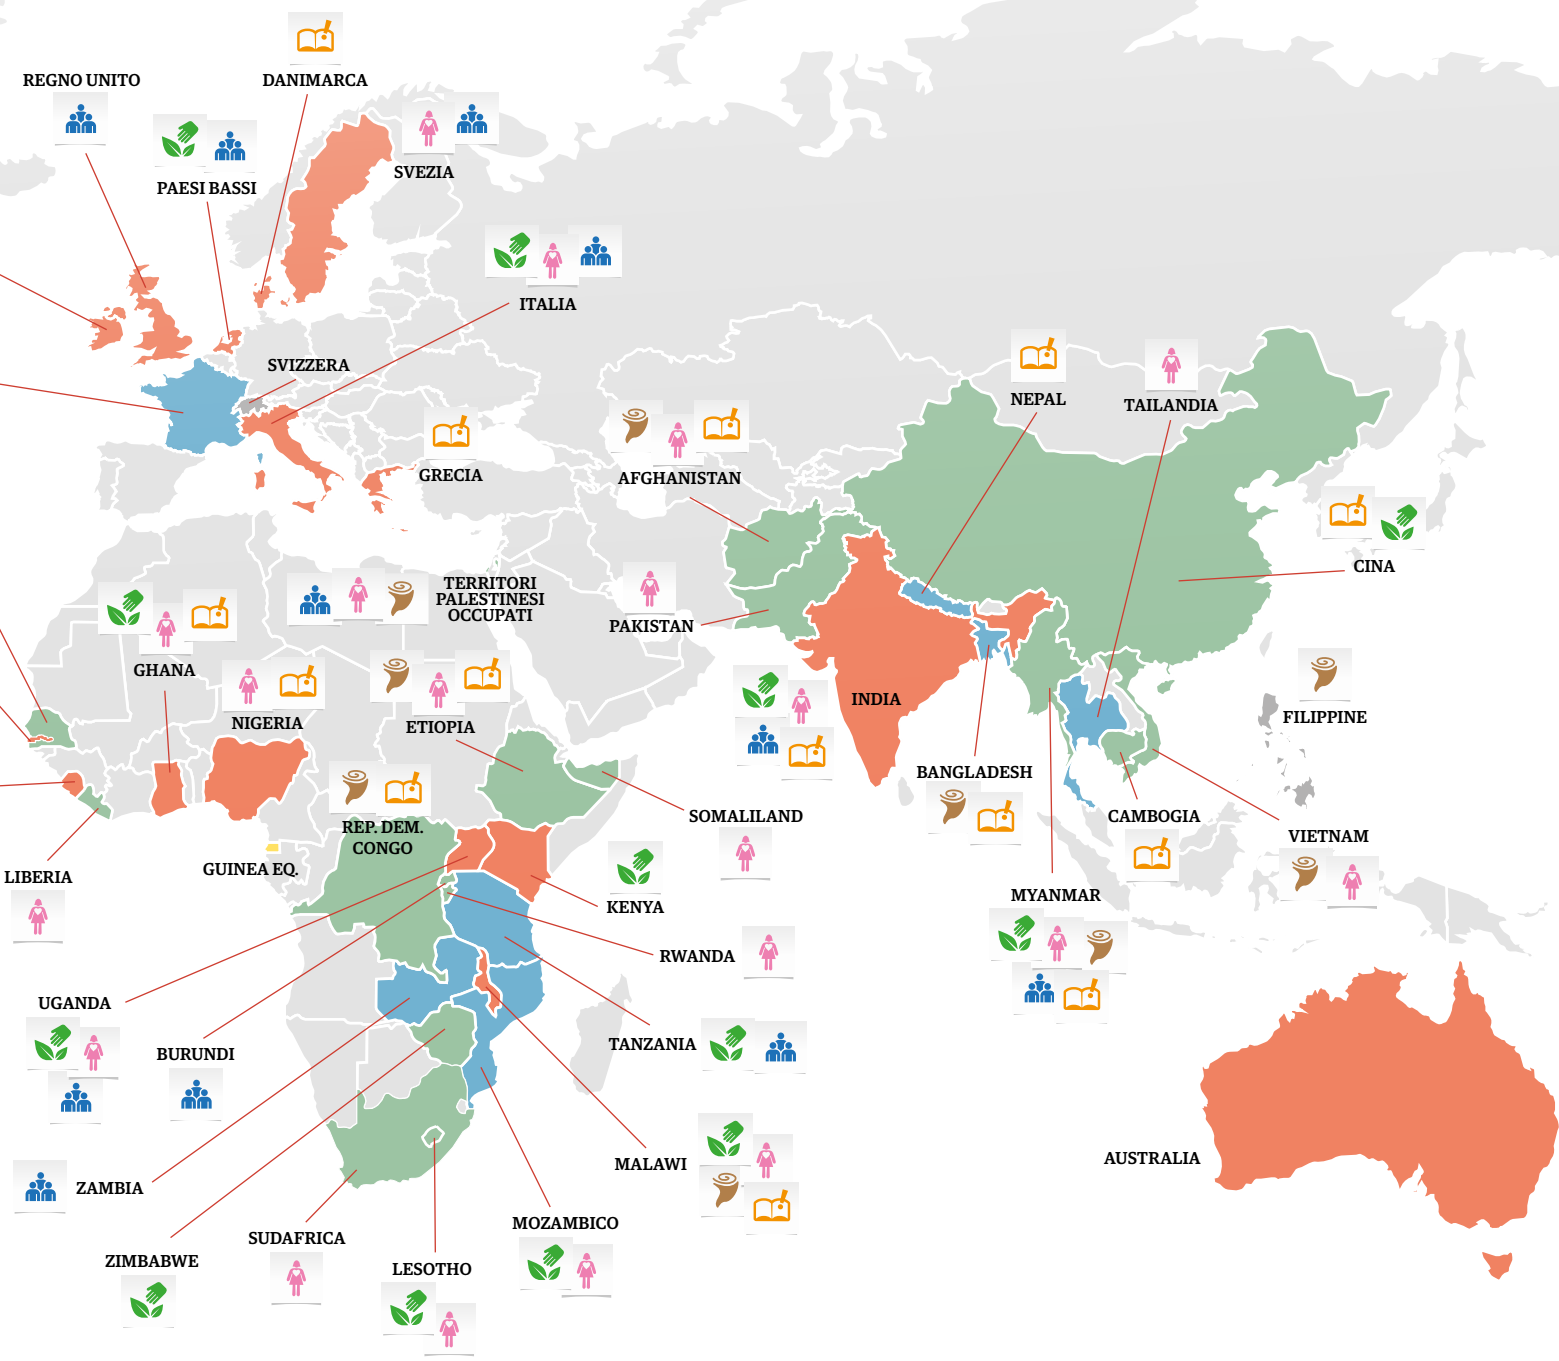 DANIMARCA
REGNO UNITO
SVEZIA
PAESI BASSI
ITALIA
SVIZZERA
NEPAL
TAILANDIA
GRECIA
AFGHANISTAN
CINA
TERRITORI
PALESTINESI
OCCUPATI
PAKISTAN
GHANA
INDIA
FILIPPINE
NIGERIA
ETIOPIA
BANGLADESH
SOMALILAND
CAMBOGIA
REP. DEM.
CONGO
VIETNAM
GUINEA EQ.
LIBERIA
MYANMAR
KENYA
RWANDA
UGANDA
TANZANIA
BURUNDI
AUSTRALIA
MALAWI
ZAMBIA
MOZAMBICO
SUDAFRICA
ZIMBABWE
LESOTHO